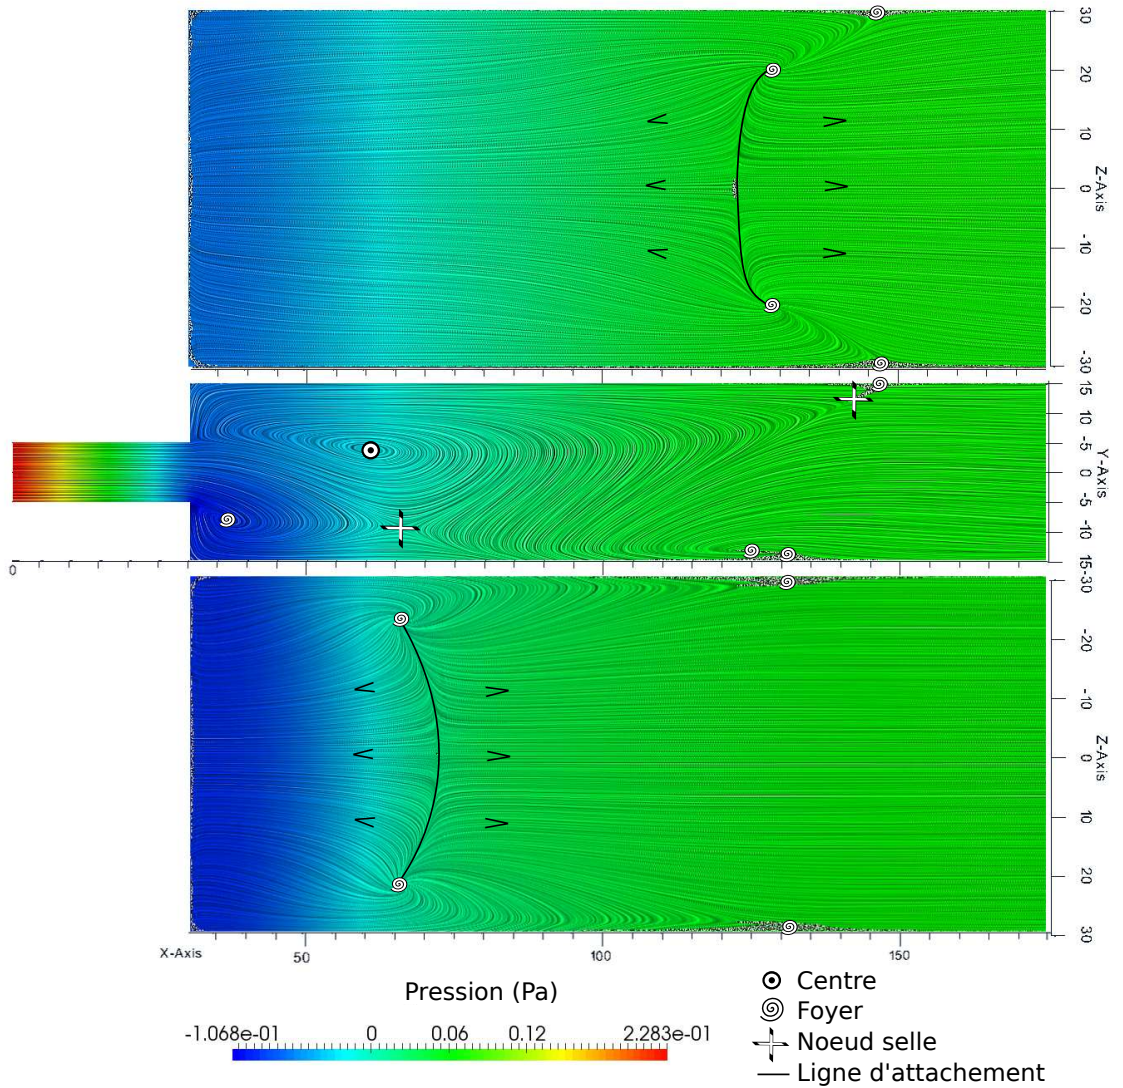 30
20
10
0
-10
-20
-30
Z-Axis
15
10
-5
0
-5
-10
15
Y-Axis
0
-30
-20
-10
0
10
20
30
Z-Axis
X-Axis
50
100
150
Pression (Pa)
-1.068e-01
0
0.06
0.12
2.283e-01
Centre
Foyer
Noeud selle
Ligne d'attachement